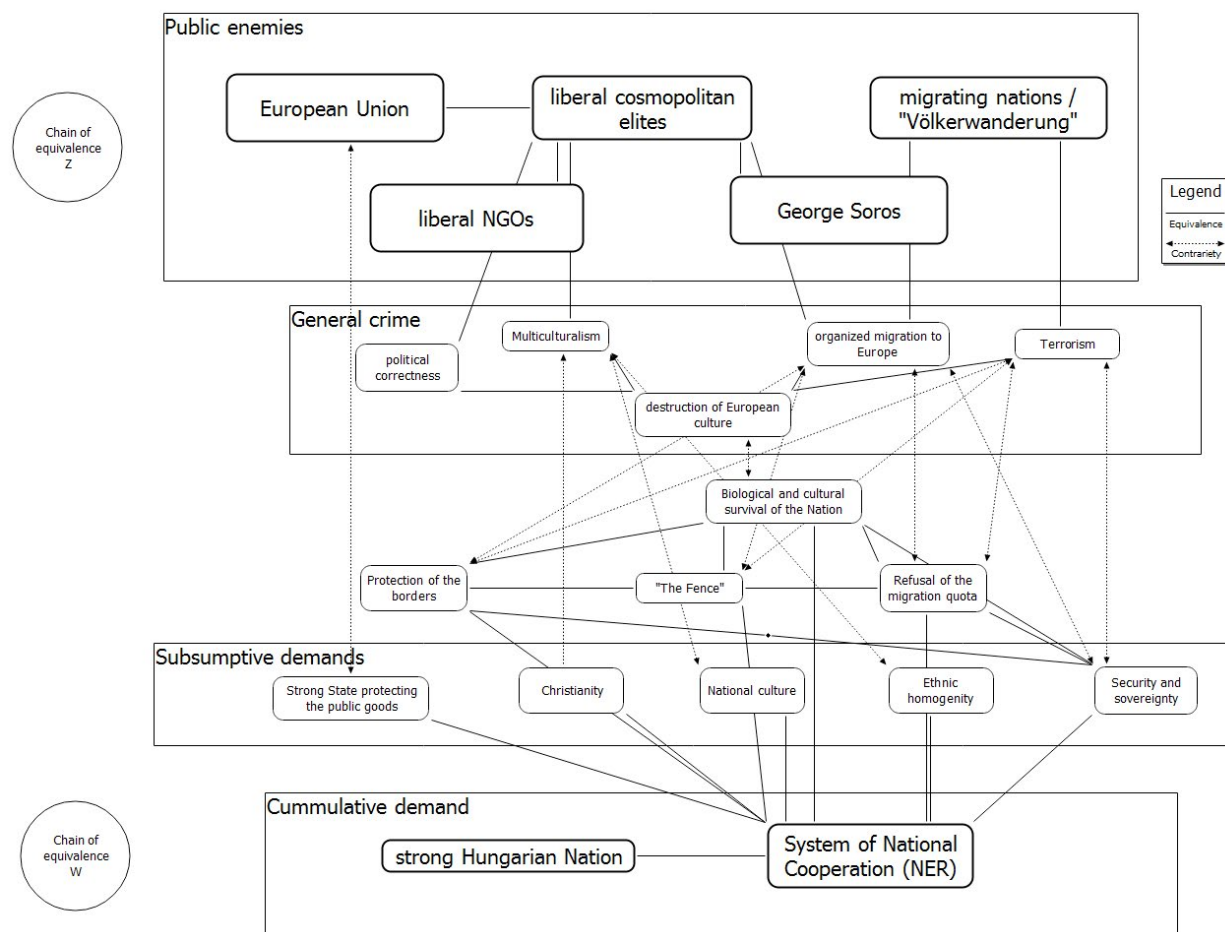 Public enemies
European Union
liberal cosmopolitan
elites
migrating nations /
"Völkerwanderung"
Chain of
equivalence
Z
liberal NGOs
George Soros
Legend
Equivalence
Contrariety
General crime
political
correctness
Multiculturalism
organized migration to
Europe
Terrorism
destruction of European
culture
Biological and cultural
survival of the Nation
Protection of the
borders
"The Fence"
Refusal of the
migration quota
Subsumptive demands
Strong State protecting
the public goods
Christianity
National culture
Ethnic
homogenity
Security and
sovereignty
Cummulative demand
Chain of
equivalence
W
strong Hungarian Nation
System of National
Cooperation (NER)